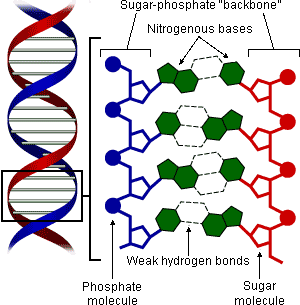 Sugar-phosphate "backbone"
Nitrogenous bases
Weak hydrogen bonds
Phosphate
molecule
Sugar
molecule